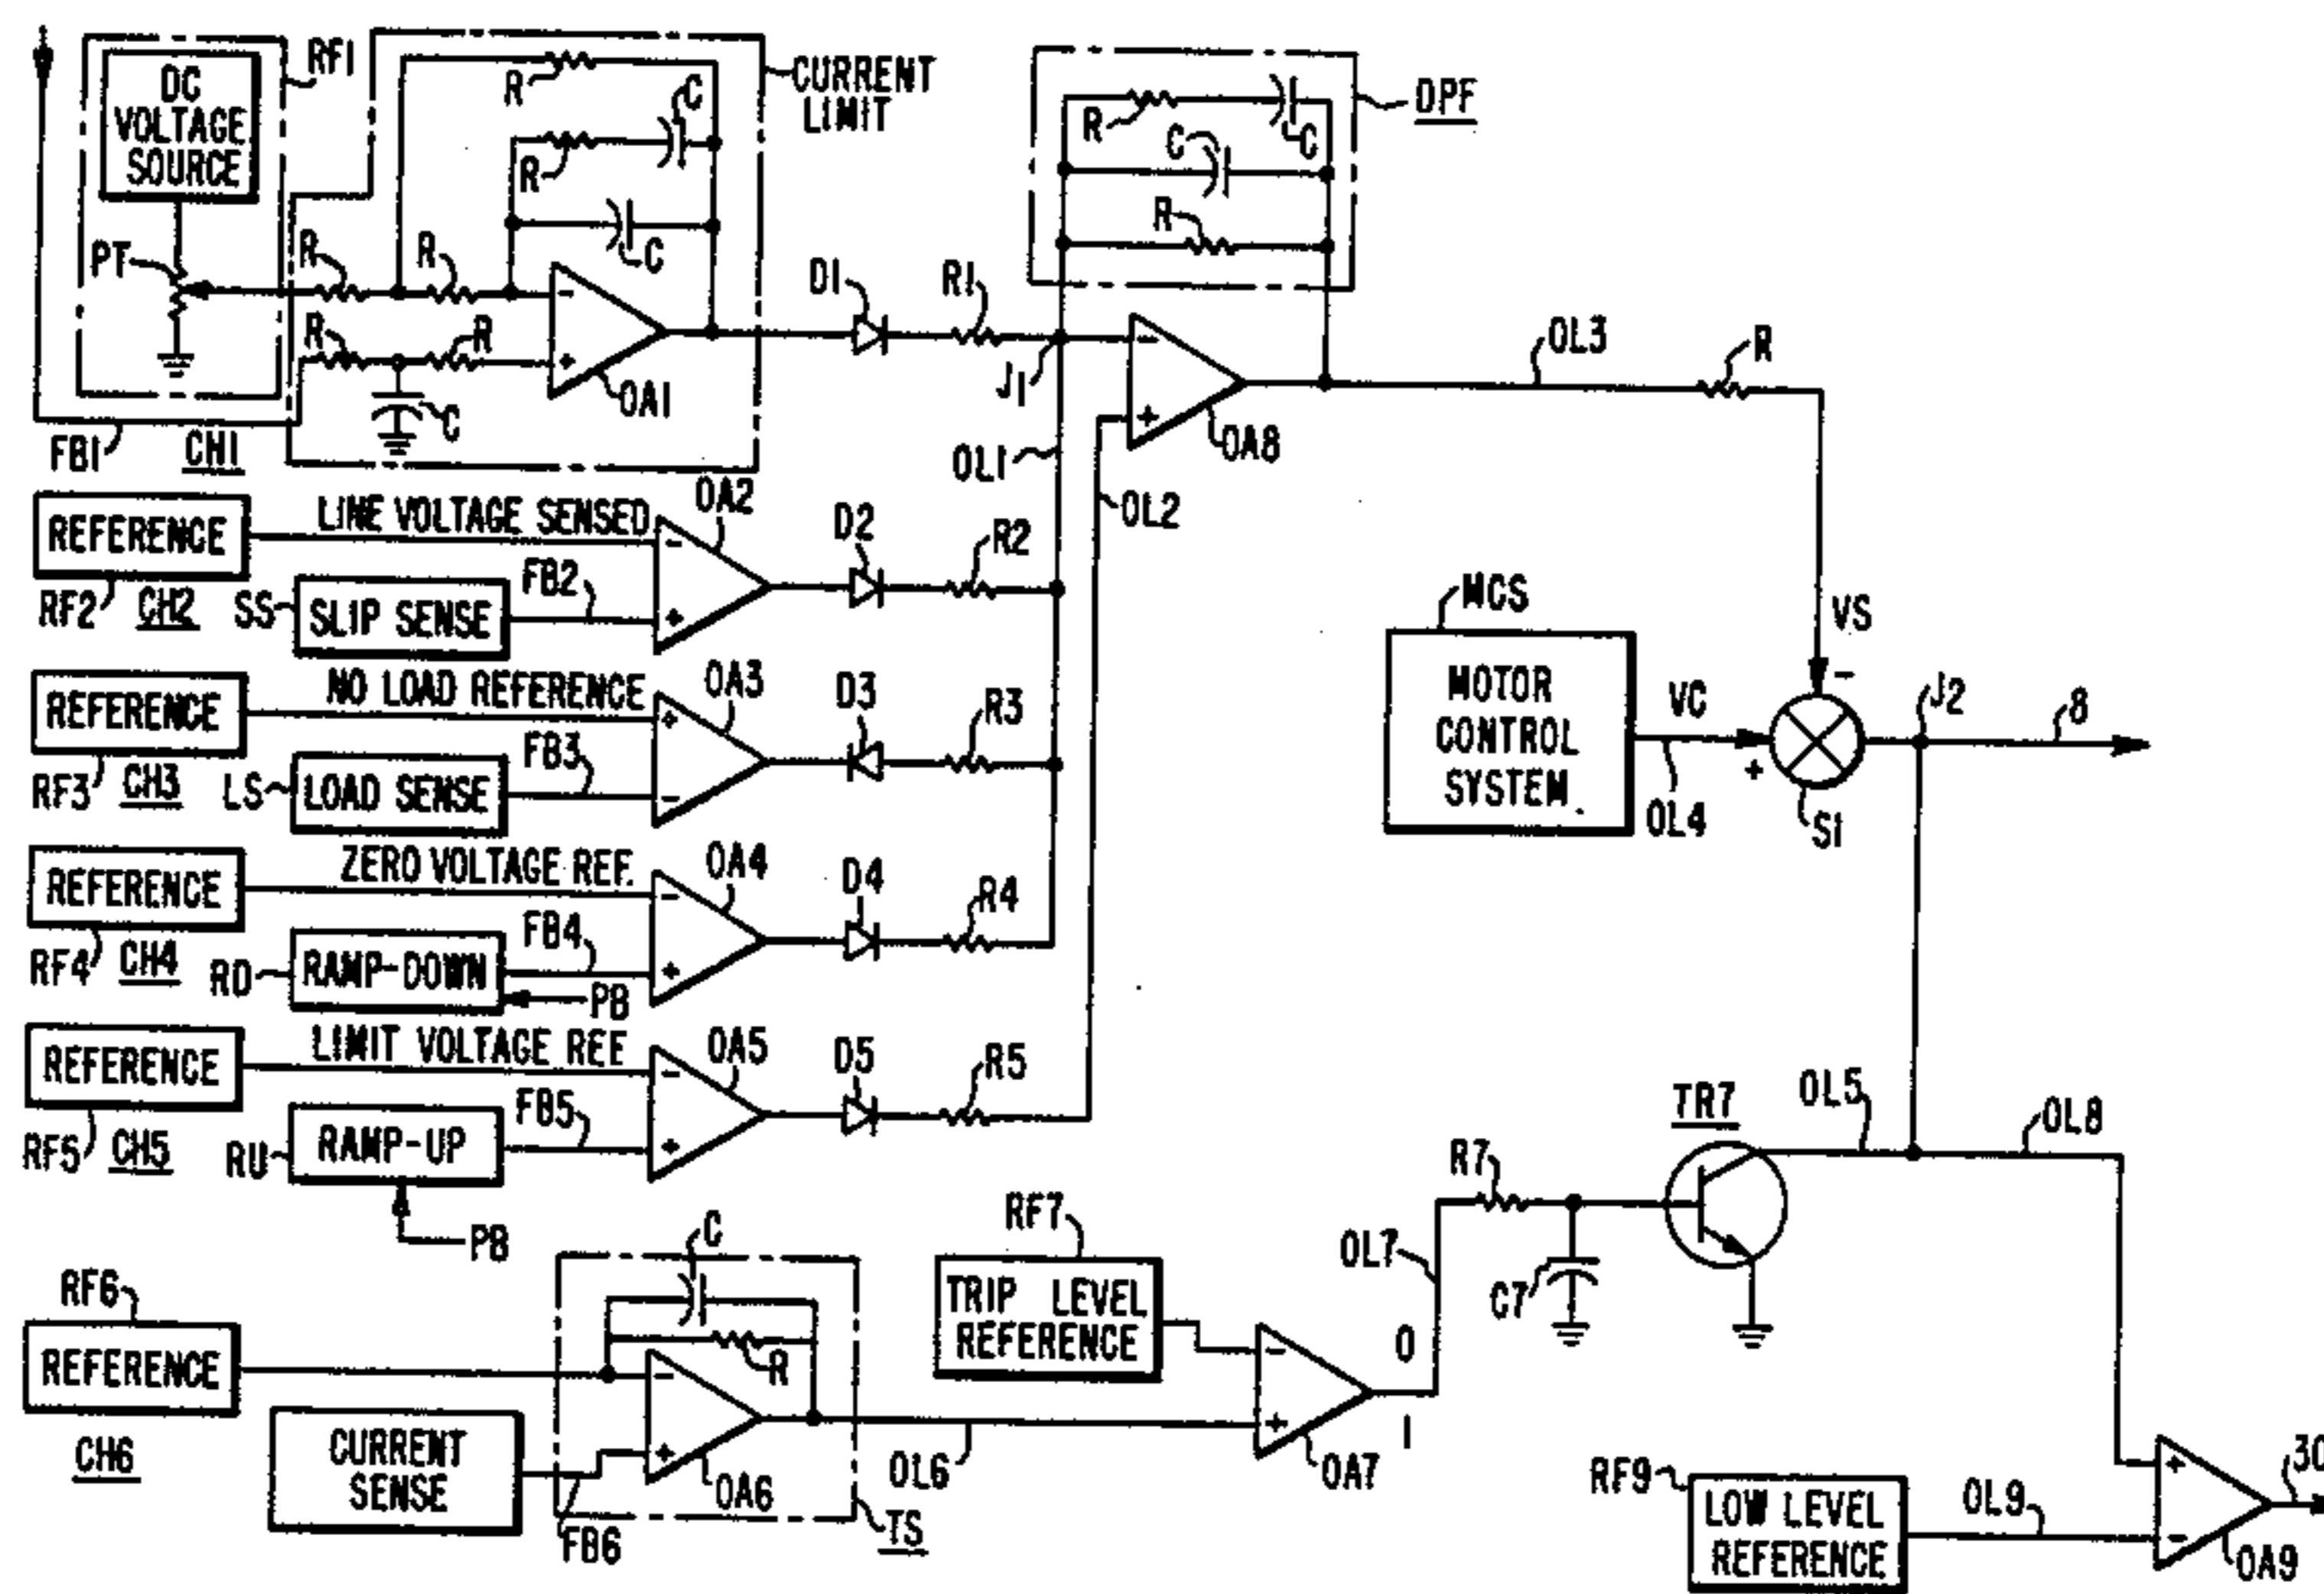 DC
VOLTAGE
SOURCE
RF1
PT
R
R
R
R
R
R
C
C
C
CURRENT
LIMIT
OA1
FB1
CH1
D1
R1
J1
DPF
R
C
C
R
OL1
OL2
OA8
OL3
R
REFERENCE
LINE VOLTAGE SENSED
OA2
D2
R2
RF2
CH2
SS
SLIP SENSE
FB2
REFERENCE
NO LOAD REFERENCE
OA3
D3
R3
RF3
CH3
LS
LOAD SENSE
FB3
REFERENCE
ZERO VOLTAGE REF.
OA4
D4
R4
RF4
CH4
RD
RAMP-DOWN
FB4
PB
REFERENCE
LIMIT VOLTAGE REF
OA5
D5
R5
RF5
CH5
RU
RAMP-UP
FB5
PB
MCS
MOTOR
CONTROL
SYSTEM
VC
VS
OL4
S1
J2
8
RF6
REFERENCE
CH6
CURRENT
SENSE
FB6
C
R
OA6
TS
OL6
RF7
TRIP LEVEL
REFERENCE
OA7
0
1
OL7
R7
C7
TR7
OL5
OL8
RF9
LOW LEVEL
REFERENCE
OL9
OA9
30